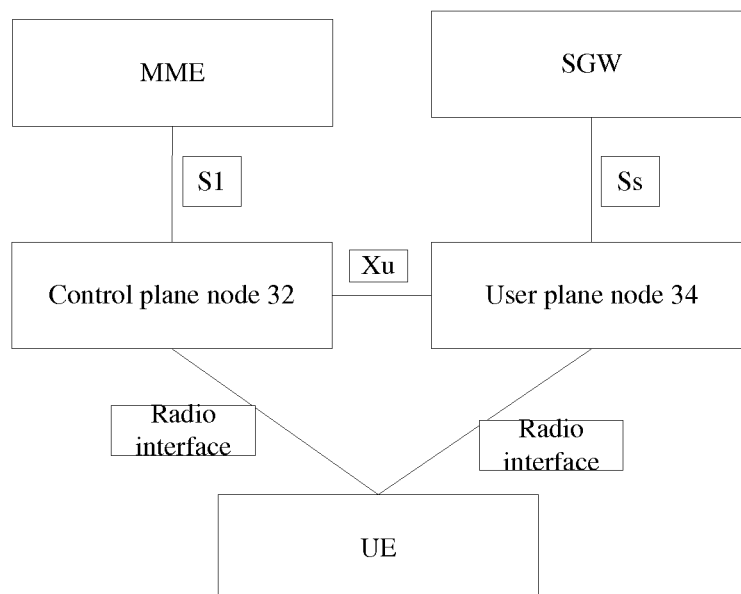 MME
SGW
S1
Ss
Xu
Control plane node 32
User plane node 34
Radio
interface
Radio
interface
UE